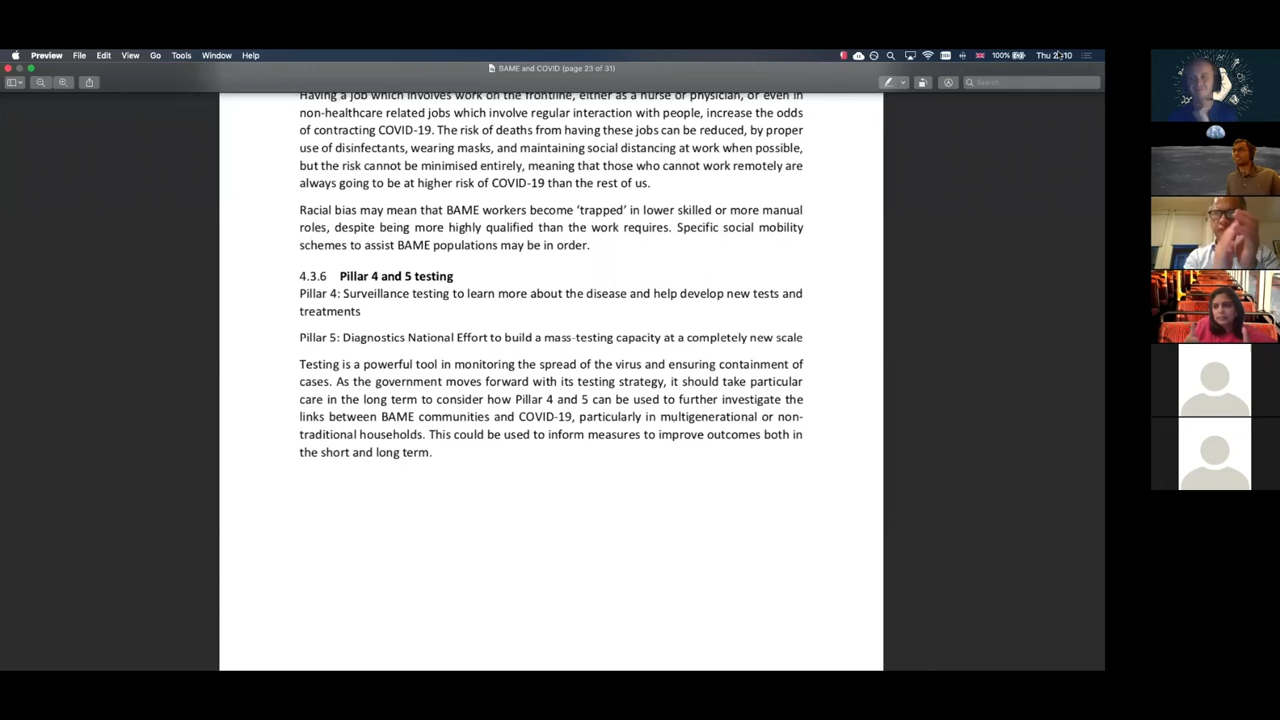 Preview File Edit View Go Tools Window Help 100% Thu
BAME and COVID (page 23 of 31)
Search
Having a job which involves work on the frontline, either as a nurse or physician, or even in
non-healthcare related jobs which involve regular interaction with people, increase the odds
of contracting COVID-19. The risk of deaths from having these jobs can be reduced, by proper
use of disinfectants, wearing masks, and maintaining social distancing at work when possible,
but the risk cannot be minimised entirely, meaning that those who cannot work remotely are
always going to be at higher risk of COVID-19 than the rest of us.
Racial bias may mean that BAME workers become ‘trapped’ in lower skilled or more manual
roles, despite being more highly qualified than the work requires. Specific social mobility
schemes to assist BAME populations may be in order.
4.3.6 Pillar 4 and 5 testing
Pillar 4: Surveillance testing to learn more about the disease and help develop new tests and
treatments
Pillar 5: Diagnostics National Effort to build a mass-testing capacity at a completely new scale
Testing is a powerful tool in monitoring the spread of the virus and ensuring containment of
cases. As the government moves forward with its testing strategy, it should take particular
care in the long term to consider how Pillar 4 and 5 can be used to further investigate the
links between BAME communities and COVID-19, particularly in multigenerational or non-
traditional households. This could be used to inform measures to improve outcomes both in
the short and long term.